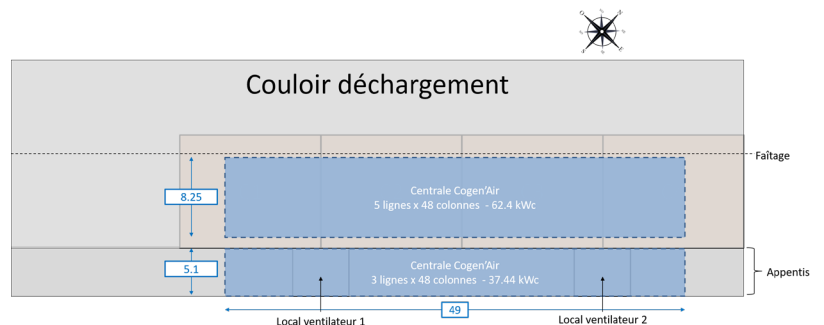 O N
S E
Couloir déchargement
Faîtage
8.25
Centrale Cogen'Air
5 lignes x 48 colonnes - 62.4 kWc
5.1
Centrale Cogen'Air
3 lignes x 48 colonnes - 37.44 kWc
Appentis
49
Local ventilateur 1
Local ventilateur 2